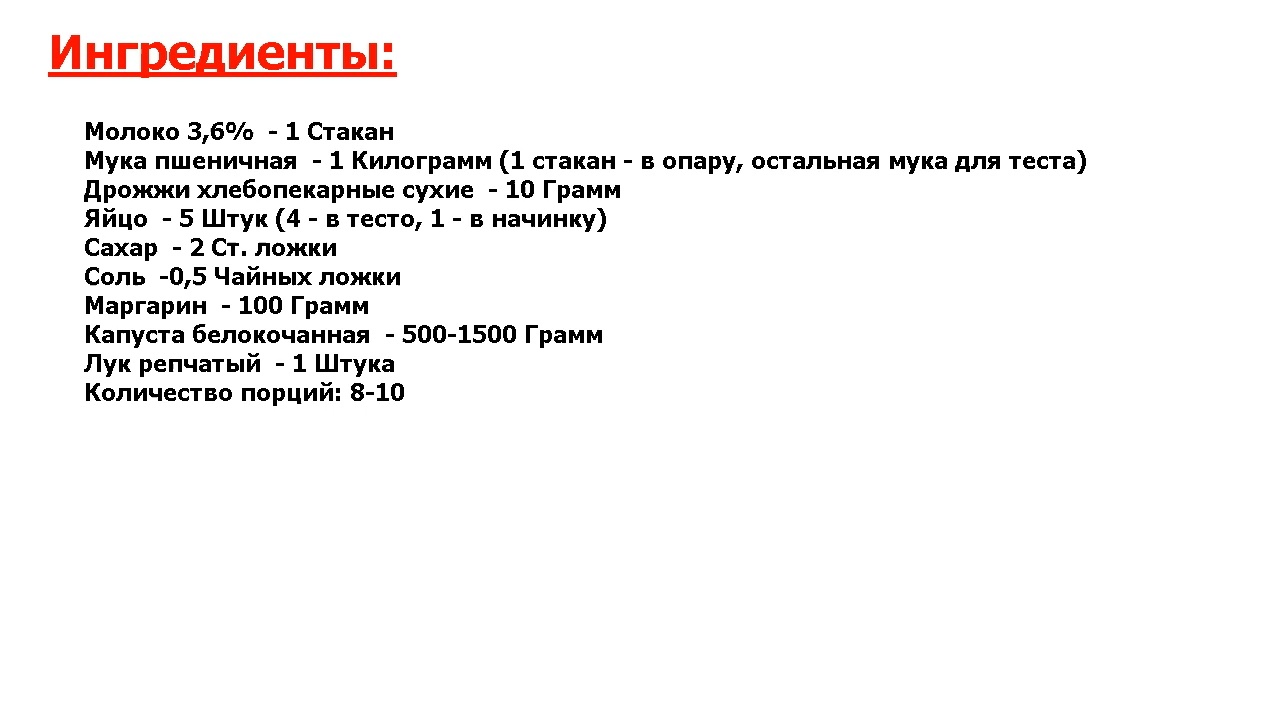 Ингредиенты:
Молоко 3,6%  - 1 Стакан
Мука пшеничная  - 1 Килограмм (1 стакан - в опару, остальная мука для теста)
Дрожжи хлебопекарные сухие  - 10 Грамм
Яйцо  - 5 Штук (4 - в тесто, 1 - в начинку)
Сахар  - 2 Ст. ложки
Соль  -0,5 Чайных ложки
Маргарин  - 100 Грамм
Капуста белокочанная  - 500-1500 Грамм
Лук репчатый  - 1 Штука
Количество порций: 8-10